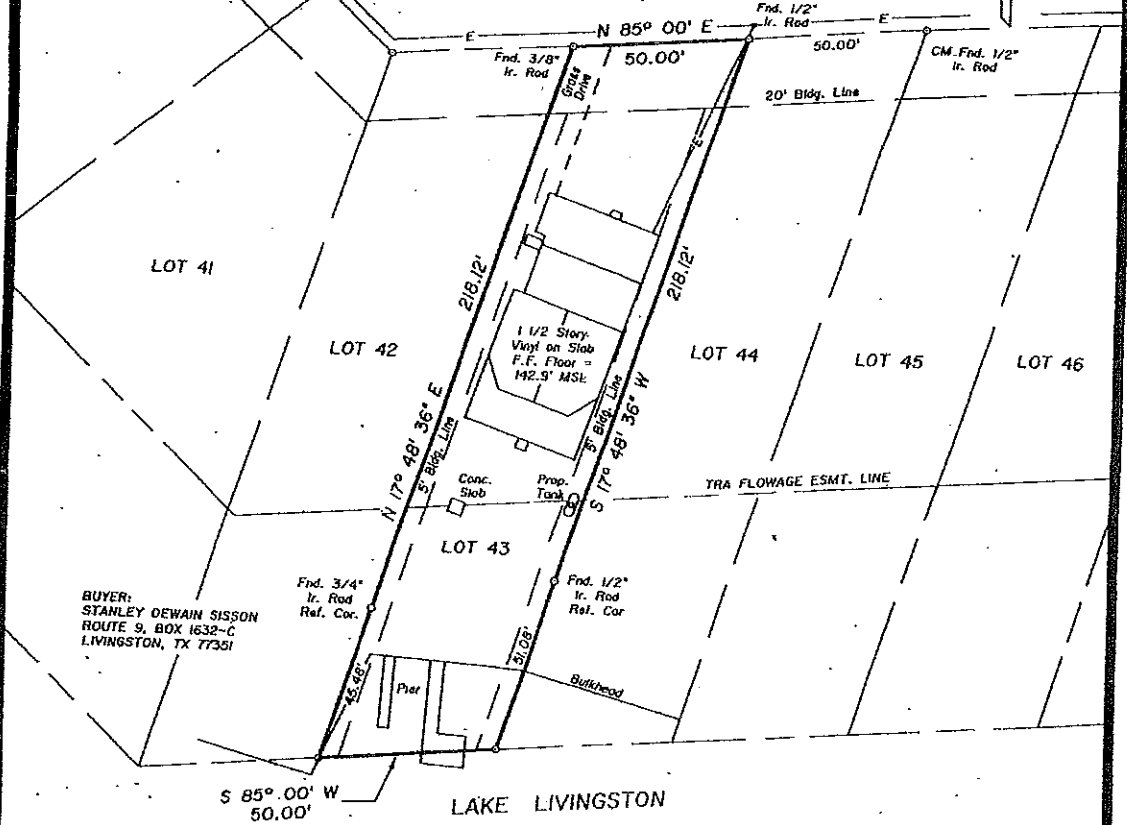 Fnd. 1/2"
Ir. Rod
E
N 85° 00' E
E
50.00'
50.00'
Fnd. 3/8"
Ir. Rod
CM.Fnd. 1/2"
Ir. Rod
Grass
Drive
20' Bldg. Line
E
LOT 41
218.12'
218.12'
1 1/2 Story
Vinyl on Slab
F.F. Floor =
142.9' MSL
LOT 42
LOT 44
LOT 45
LOT 46
N 17° 48' 36" E
5' Bldg. Line
5' Bldg. Line
S 17° 48' 36" W
Conc.
Slab
Prop.
Tank
TRA FLOWAGE ESMT. LINE
LOT 43
Fnd. 3/4"
Ir. Rod
Ref. Cor.
Fnd. 1/2"
Ir. Rod
Ref. Cor
BUYER:
STANLEY DEWAIN SISSON
ROUTE 9, BOX 1632-C
LIVINGSTON, TX 77351
45.48'
Pier
51.08'
Bulkhead
S 85°.00' W
50.00'
LAKE LIVINGSTON